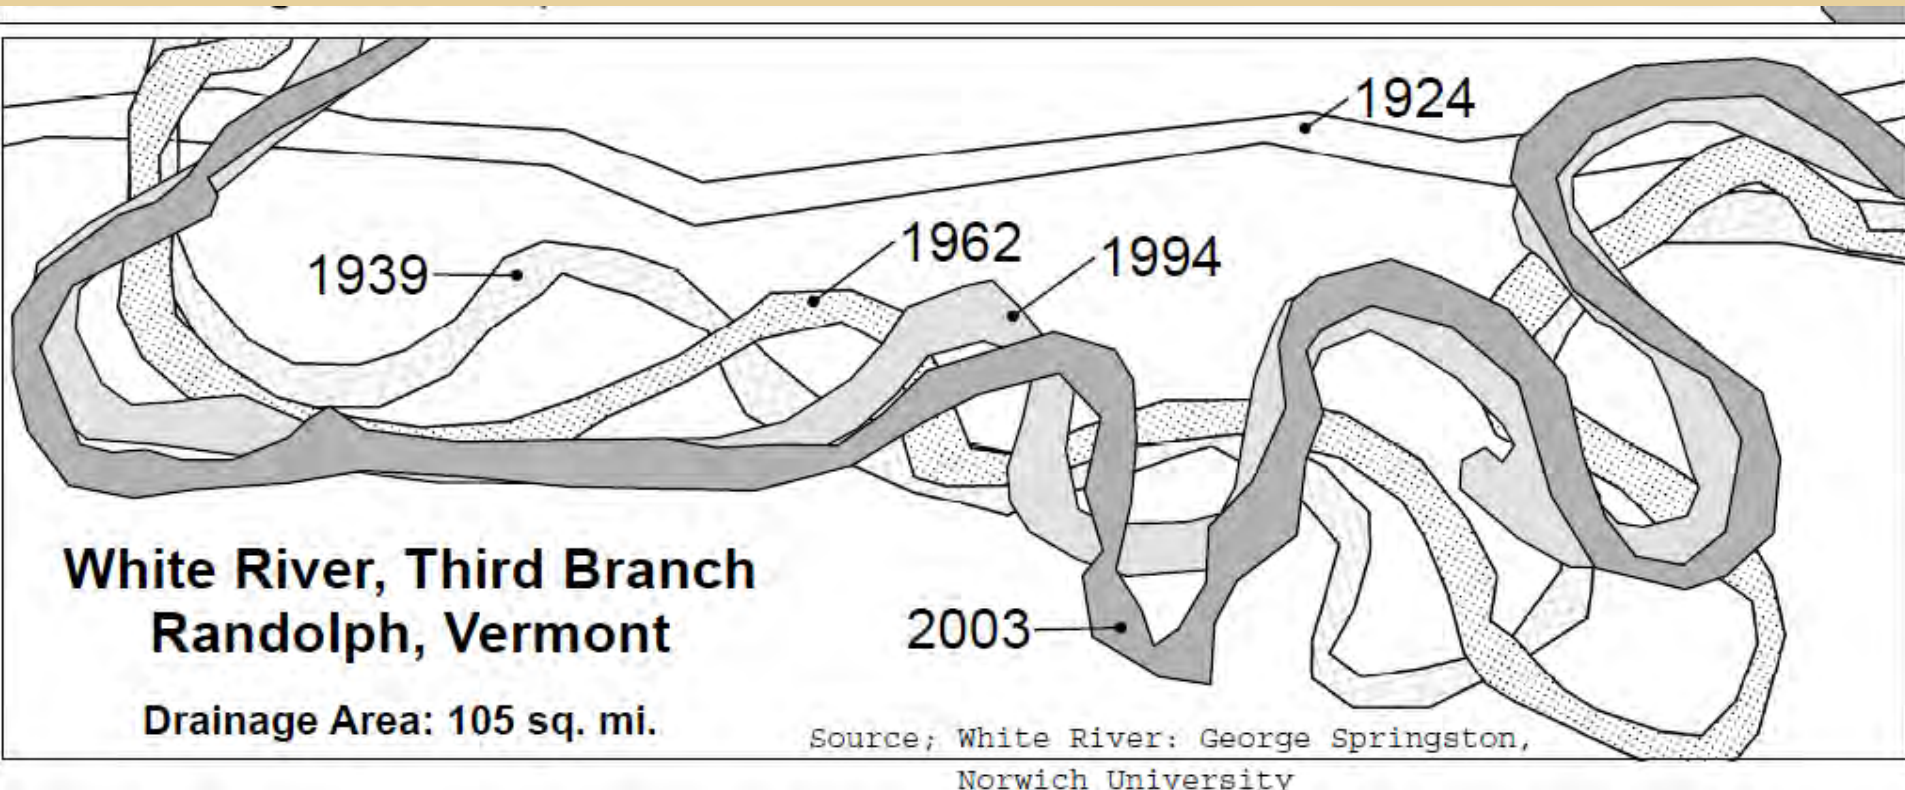 1924
1962
1994
1939
2003
White River, Third Branch
Randolph, Vermont
Drainage Area: 105 sq. mi.
Source; White River: George Springston,
Norwich University